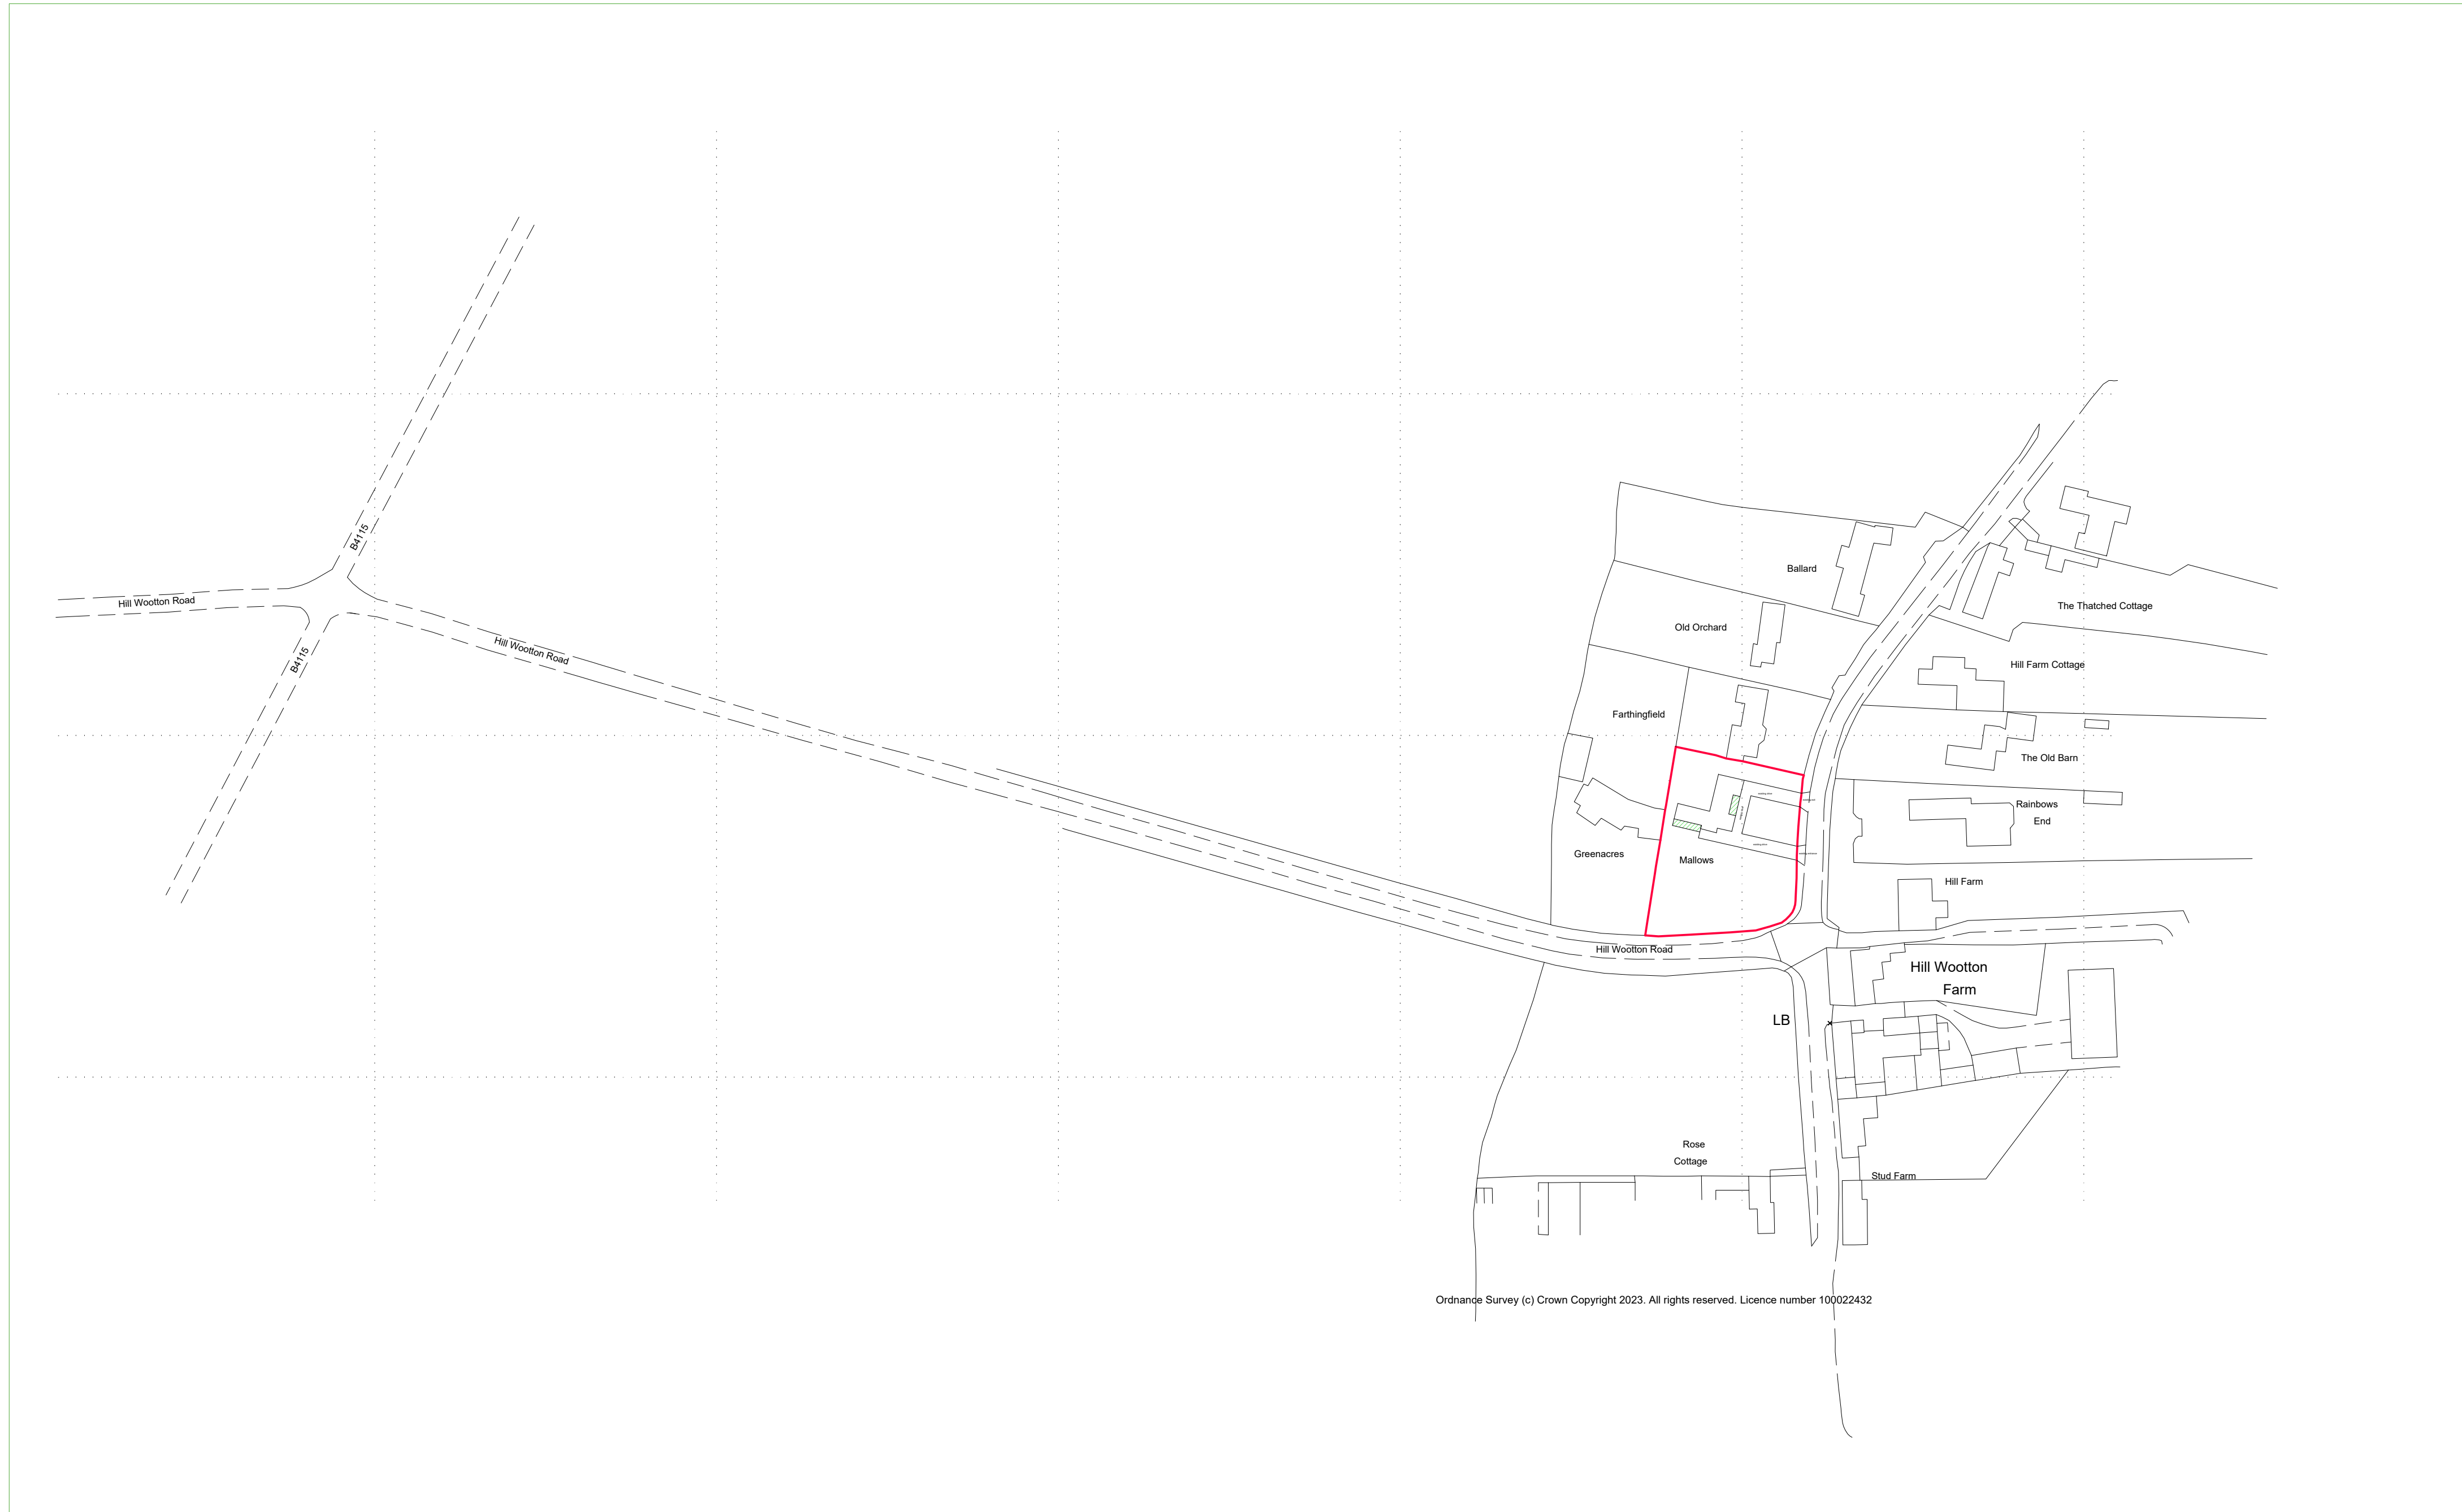 B4115
Hill Wootton Road
Hill Wootton Road
B4115
Ballard
Old Orchard
The Thatched Cottage
Hill Farm Cottage
Farthingfield
The Old Barn
Rainbows
End
Greenacres
Mallows
Hill Farm
Hill Wootton Road
Hill Wootton
Farm
LB
Rose
Cottage
Stud Farm
Ordnance Survey (c) Crown Copyright 2023. All rights reserved. Licence number 100022432